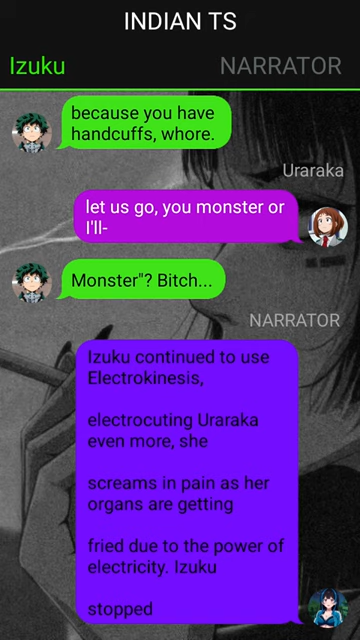 INDIAN TS
Izuku
NARRATOR
because you have
handcuffs, whore.
Uraraka
let us go, you monster or
I'll-
Monster"? Bitch...
NARRATOR
Izuku continued to use
Electrokinesis,
electrocuting Uraraka
even more, she
screams in pain as her
organs are getting
fried due to the power of
electricity. Izuku
stopped